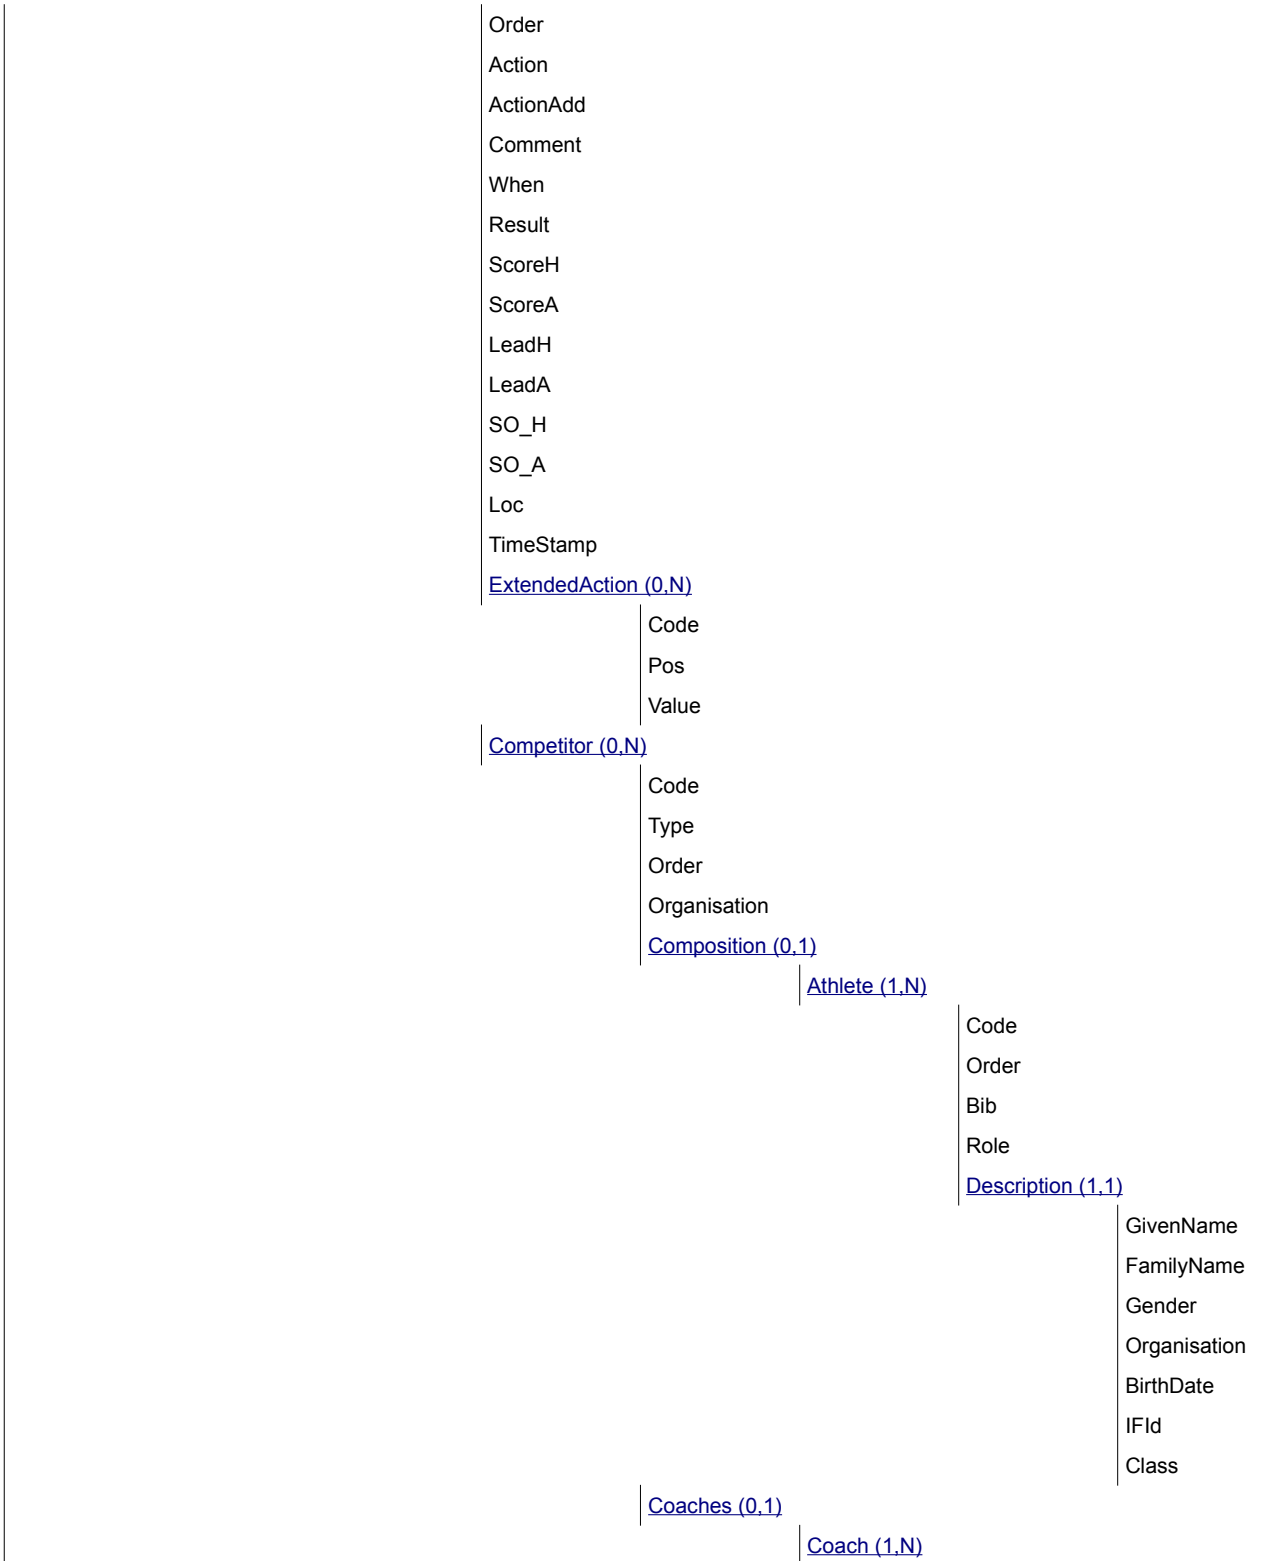 Order
Action
ActionAdd
Comment
When
Result
ScoreH
ScoreA
LeadH
LeadA
SO_H
SO_A
Loc
TimeStamp
ExtendedAction (0,N)
Code
Pos
Value
Competitor (0,N)
Code
Type
Order
Organisation
Composition (0,1)
Athlete (1,N)
Code
Order
Bib
Role
Description (1,1)
GivenName
FamilyName
Gender
Organisation
BirthDate
IFId
Class
Coaches (0,1)
Coach (1,N)